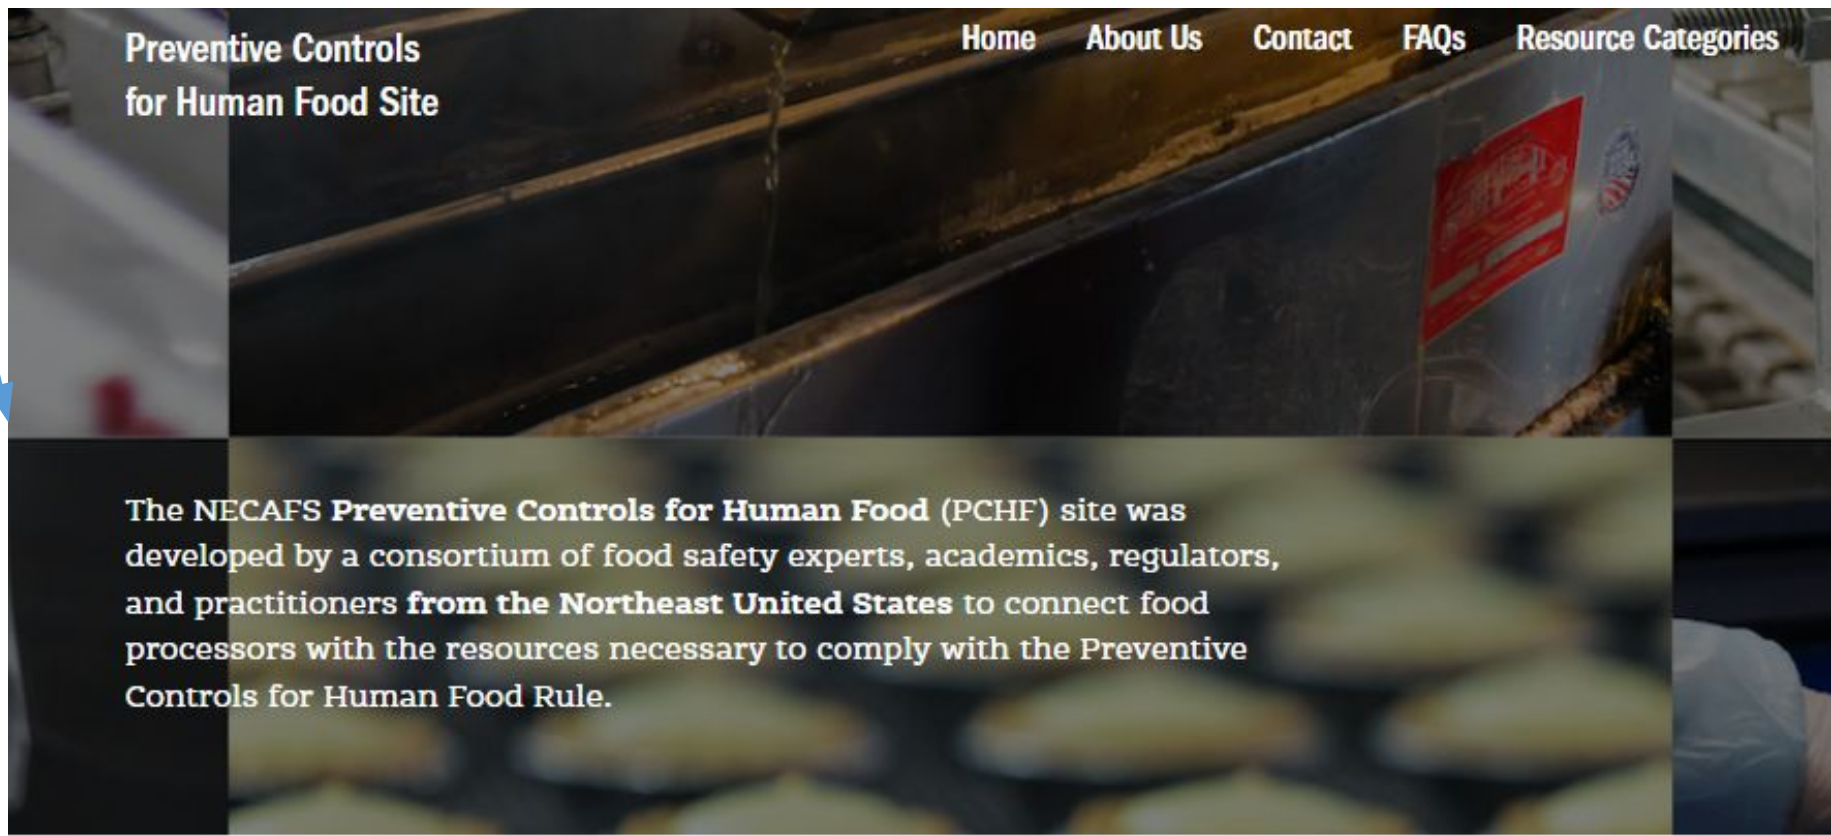 Preventive Controls
for Human Food Site
Home About Us Contact FAQs Resource Categories
The NECAFS Preventive Controls for Human Food (PCHF) site was
developed by a consortium of food safety experts, academics, regulators,
and practitioners from the Northeast United States to connect food
processors with the resources necessary to comply with the Preventive
Controls for Human Food Rule.